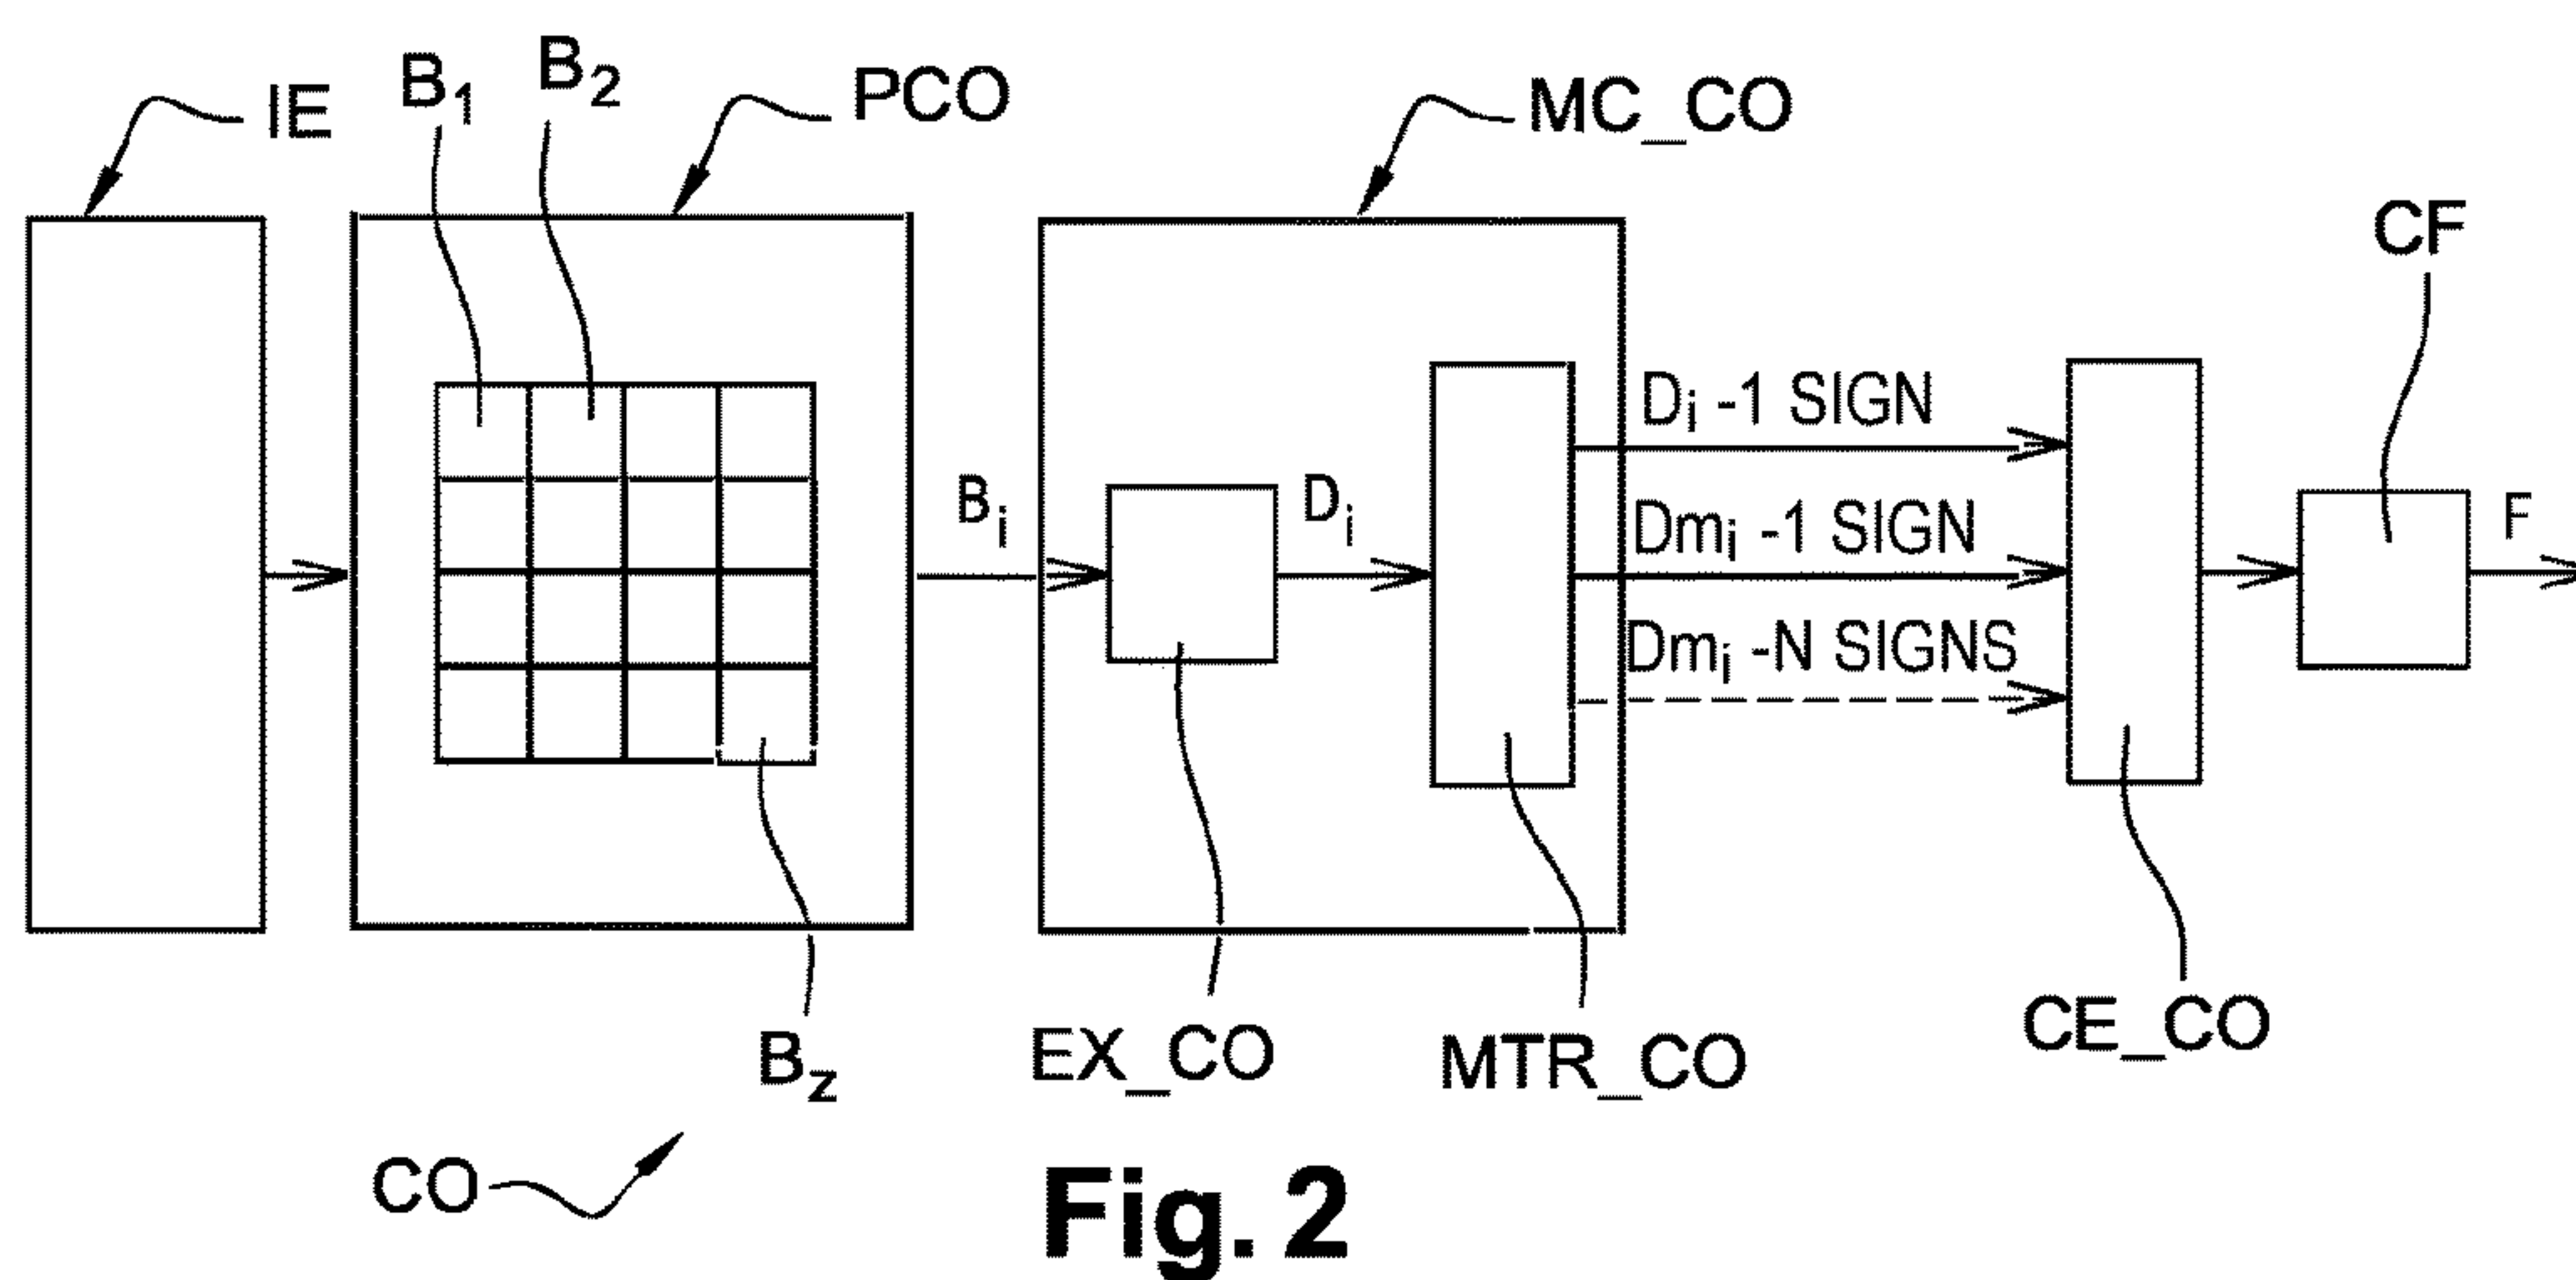 IE
B₁
B₂
PCO
MC_CO
CF
Dᵢ -1 SIGN
Bᵢ
Dᵢ
Dmᵢ -1 SIGN
F
Dmᵢ -N SIGNS
EX_CO
MTR_CO
CE_CO
B_z
CO
Fig. 2